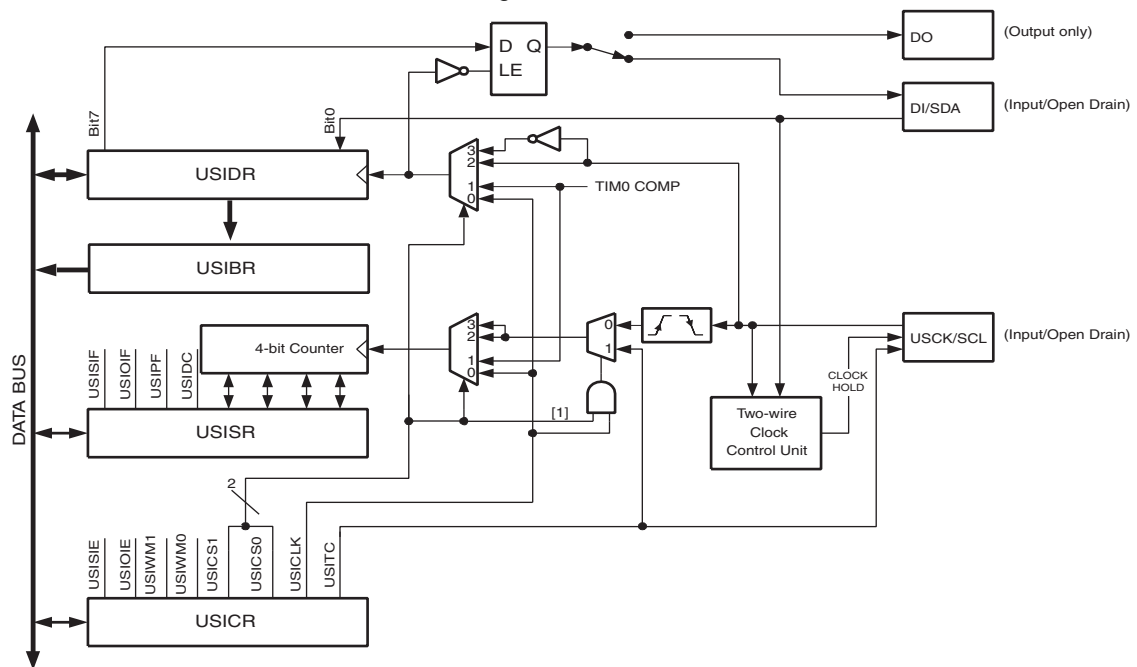 D Q
LE
DO
(Output only)
DI/SDA
(Input/Open Drain)
Bit7
Bit0
USIDR
3
2
1
0
TIM0 COMP
USIBR
DATA BUS
4-bit Counter
3
2
1
0
0
1
USCK/SCL
(Input/Open Drain)
CLOCK
HOLD
USISIF
USIOIF
USIPF
USIDC
[1]
Two-wire
Clock
Control Unit
USISR
2
USISIE
USIOIE
USIWM1
USIWM0
USICS1
USICS0
USICLK
USITC
USICR